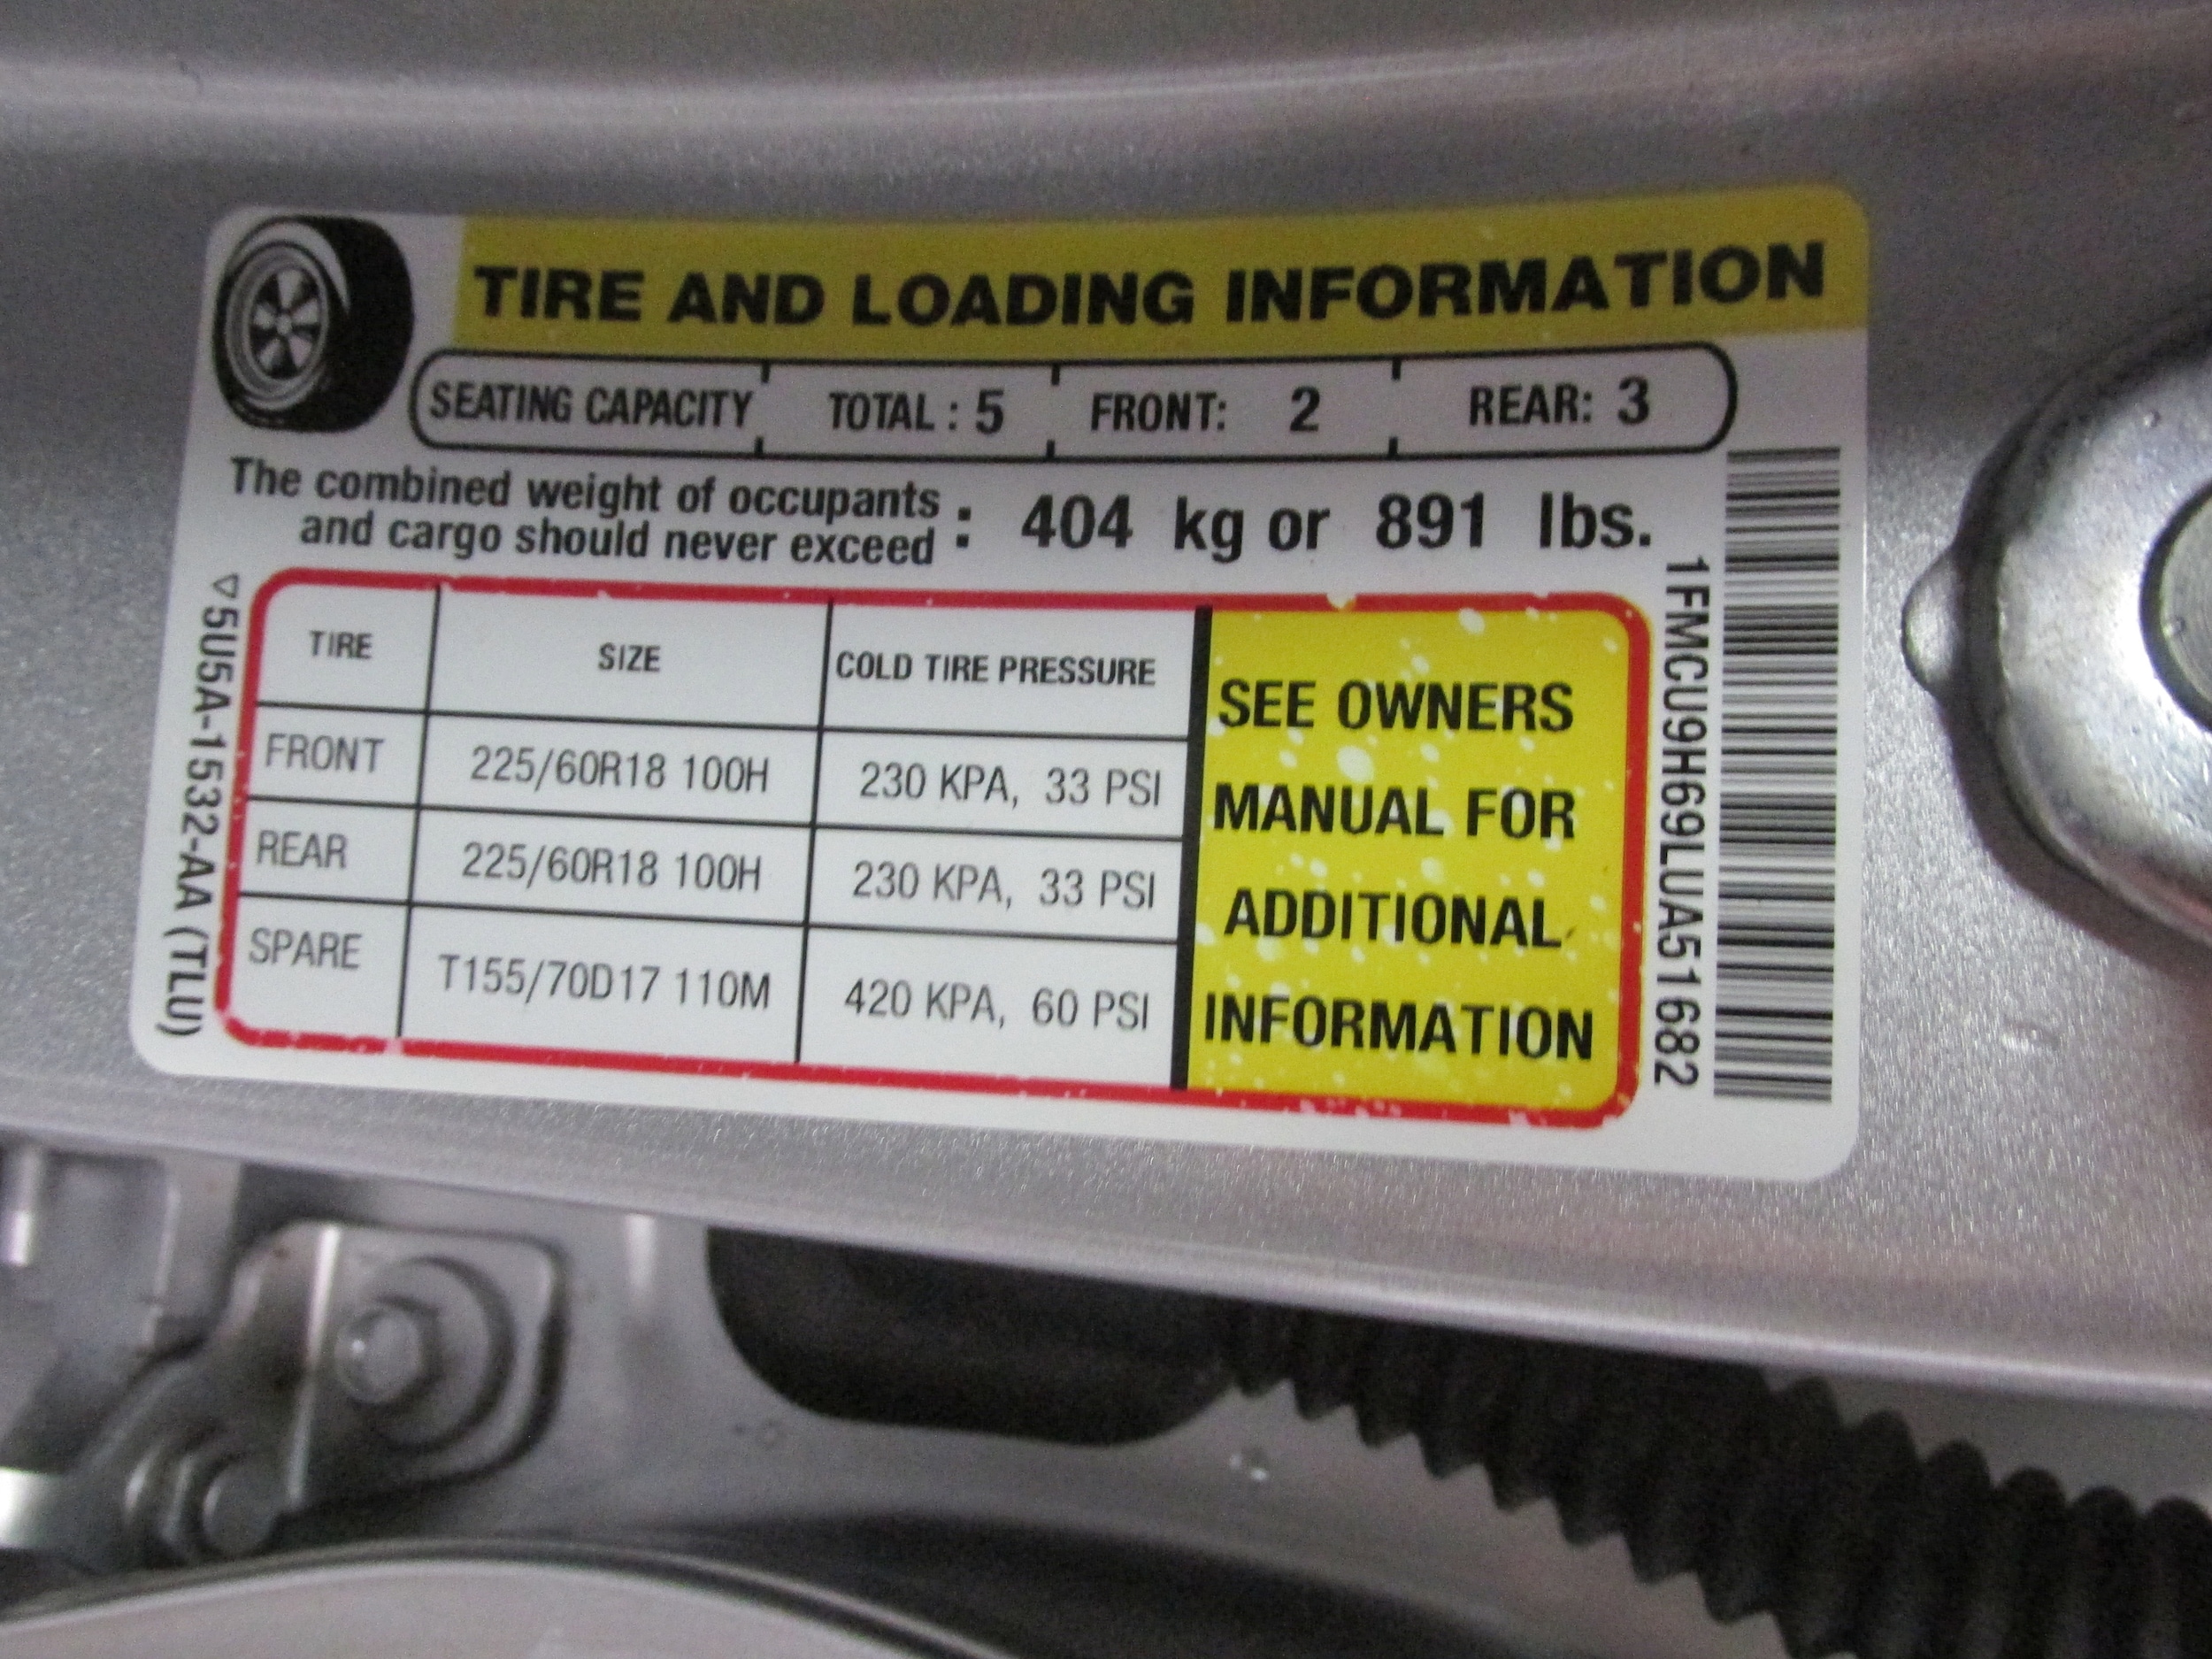 TIRE AND LOADING INFORMATION
SEATING CAPACITY TOTAL : 5 FRONT: 2 REAR: 3
The combined weight of occupants
and cargo should never exceed : 404 kg or 891 lbs.
TIRE SIZE COLD TIRE PRESSURE
FRONT 225/60R18 100H 230 KPA, 33 PSI
REAR 225/60R18 100H 230 KPA, 33 PSI
SPARE T155/70D17 110M 420 KPA, 60 PSI
SEE OWNERS
MANUAL FOR
ADDITIONAL
INFORMATION
▽5U5A-1532-AA (TLU)
1FMCU9H69LUA51682